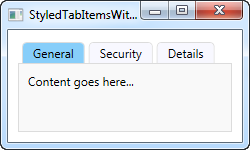 StyledTabItemsWit...
General Security Details
Content goes here...